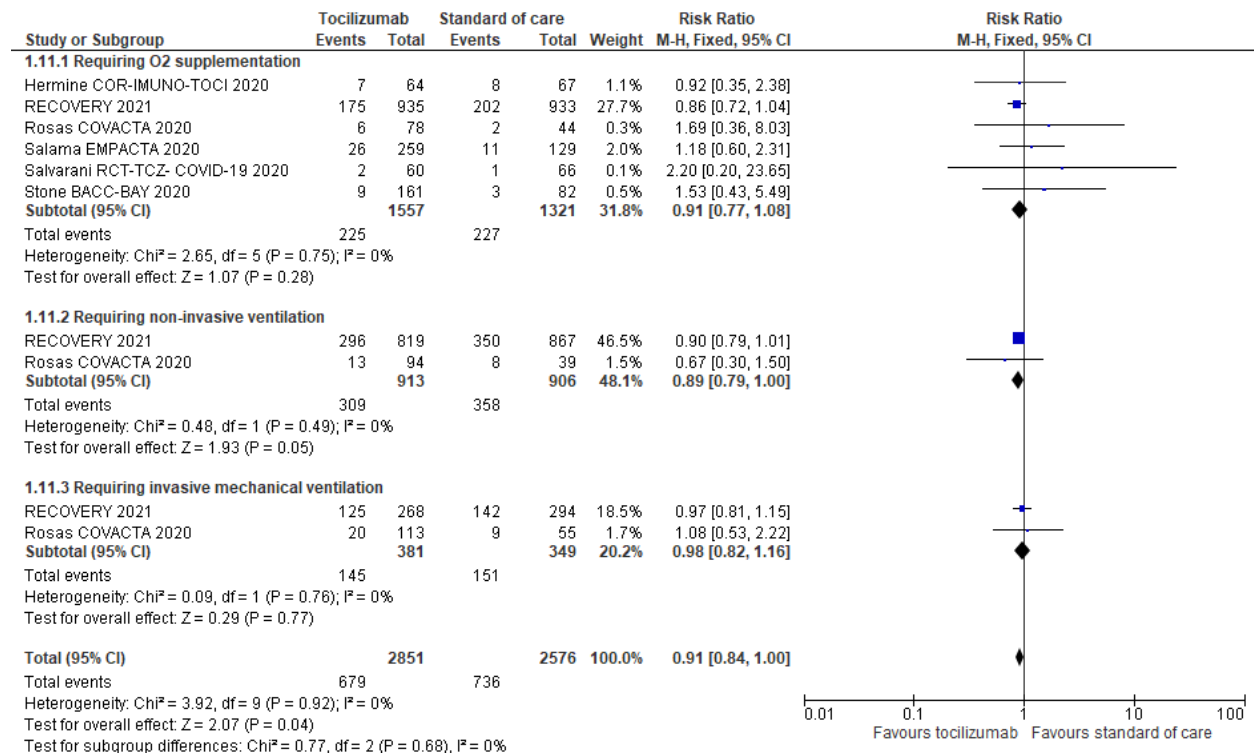 Tocilizumab Standard of care Risk Ratio Risk Ratio
Study or Subgroup Events Total Events Total Weight M-H, Fixed, 95% CI M-H, Fixed, 95% CI
1.11.1 Requiring O2 supplementation
Hermine COR-IMUNO-TOCI 2020 7 64 8 67 1.1% 0.92 [0.35, 2.38]
RECOVERY 2021 175 935 202 933 27.7% 0.86 [0.72, 1.04]
Rosas COVACTA 2020 6 78 2 44 0.3% 1.69 [0.36, 8.03]
Salama EMPACTA 2020 26 259 11 129 2.0% 1.18 [0.60, 2.31]
Salvarani RCT-TCZ- COVID-19 2020 2 60 1 66 0.1% 2.20 [0.20, 23.65]
Stone BACC-BAY 2020 9 161 3 82 0.5% 1.53 [0.43, 5.49]
Subtotal (95% CI) 1557 1321 31.8% 0.91 [0.77, 1.08]
Total events 225 227
Heterogeneity: Chi² = 2.65, df = 5 (P = 0.75); I² = 0%
Test for overall effect: Z = 1.07 (P = 0.28)
1.11.2 Requiring non-invasive ventilation
RECOVERY 2021 296 819 350 867 46.5% 0.90 [0.79, 1.01]
Rosas COVACTA 2020 13 94 8 39 1.5% 0.67 [0.30, 1.50]
Subtotal (95% CI) 913 906 48.1% 0.89 [0.79, 1.00]
Total events 309 358
Heterogeneity: Chi² = 0.48, df = 1 (P = 0.49); I² = 0%
Test for overall effect: Z = 1.93 (P = 0.05)
1.11.3 Requiring invasive mechanical ventilation
RECOVERY 2021 125 268 142 294 18.5% 0.97 [0.81, 1.15]
Rosas COVACTA 2020 20 113 9 55 1.7% 1.08 [0.53, 2.22]
Subtotal (95% CI) 381 349 20.2% 0.98 [0.82, 1.16]
Total events 145 151
Heterogeneity: Chi² = 0.09, df = 1 (P = 0.76); I² = 0%
Test for overall effect: Z = 0.29 (P = 0.77)
Total (95% CI) 2851 2576 100.0% 0.91 [0.84, 1.00]
Total events 679 736
Heterogeneity: Chi² = 3.92, df = 9 (P = 0.92); I² = 0%
Test for overall effect: Z = 2.07 (P = 0.04)
Test for subgroup differences: Chi² = 0.77, df = 2 (P = 0.68), I² = 0%
0.01 0.1 1 10 100
Favours tocilizumab Favours standard of care